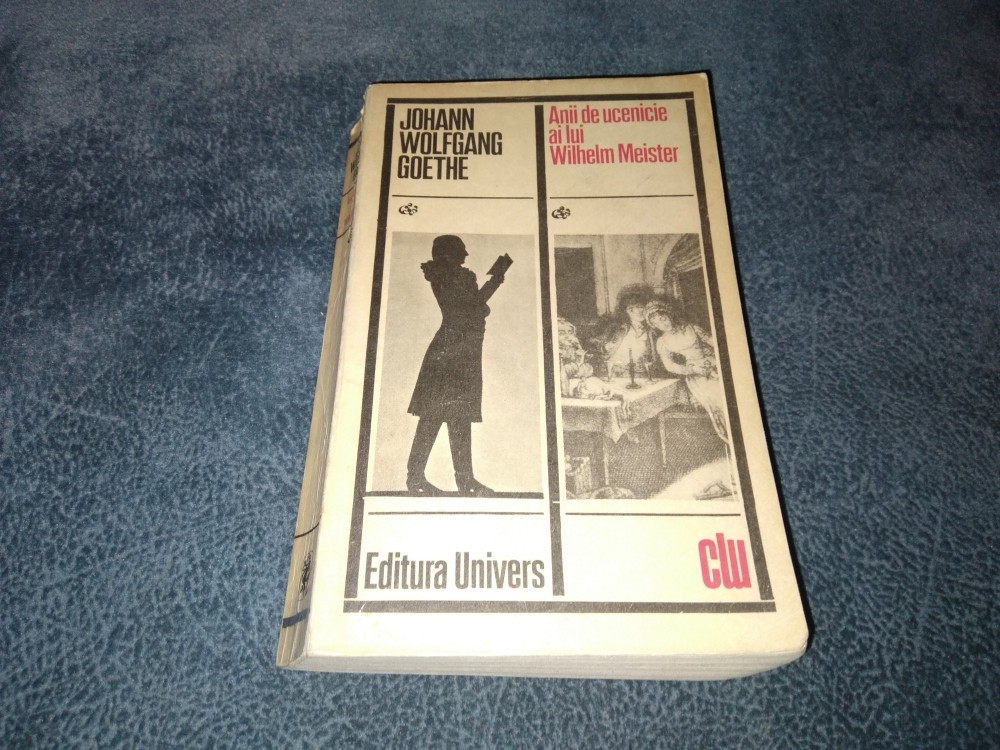 JOHANN
WOLFGANG
GOETHE
Anii de ucenicie
ai lui
Wilhelm Meister
Editura Univers
clu